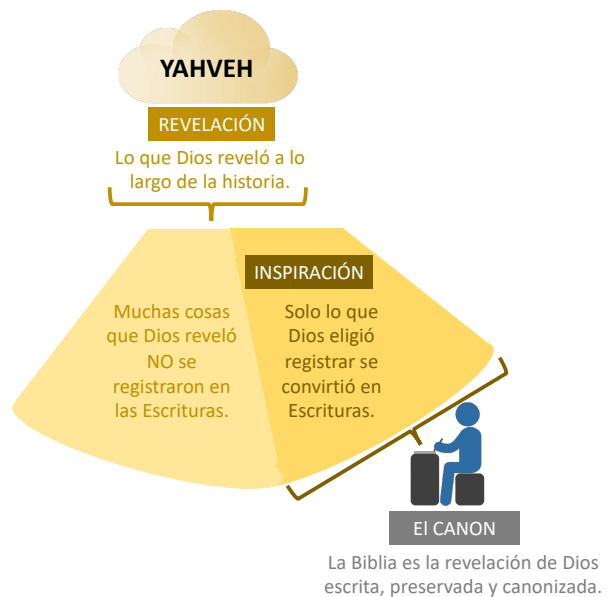 YAHVEH
REVELACIÓN
Lo que Dios reveló a lo
largo de la historia.
INSPIRACIÓN
Muchas cosas
que Dios reveló
NO se
registraron en
las Escrituras.
Solo lo que
Dios eligió
registrar se
convirtió en
Escrituras.
El CANON
La Biblia es la revelación de Dios
escrita, preservada y canonizada.